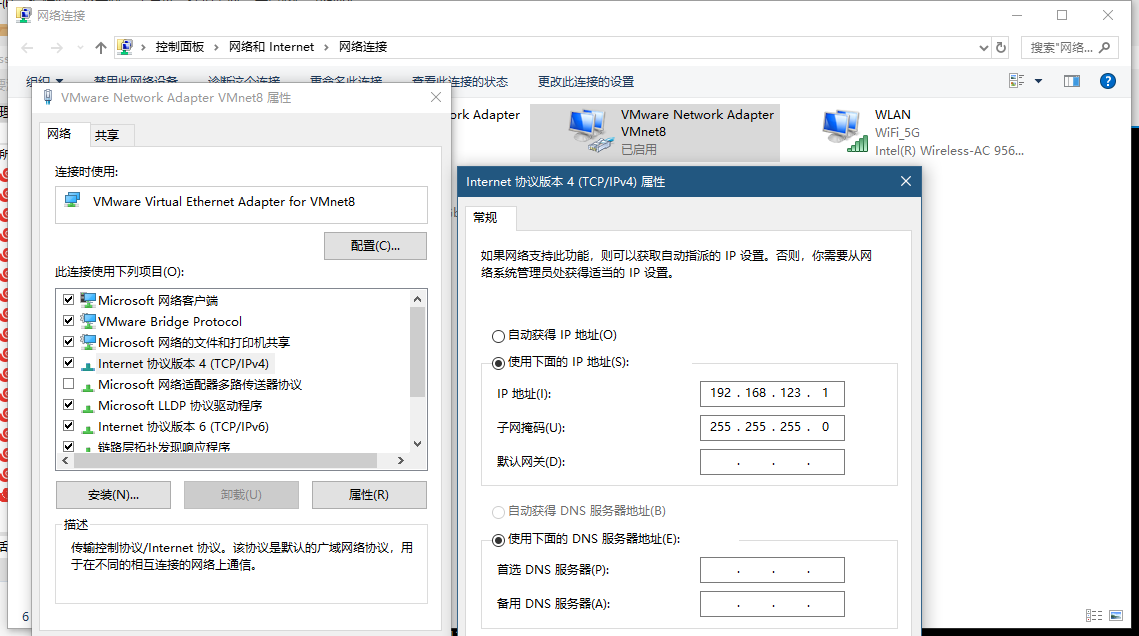 网络连接
控制面板 > 网络和 Internet > 网络连接
搜索"网络...
组织 禁用此网络设备 诊断这个连接 重命名此连接 查看此连接的状态 更改此连接的设置
VMware Network Adapter VMnet8 属性
网络 共享
连接时使用:
VMware Virtual Ethernet Adapter for VMnet8
配置(C)...
此连接使用下列项目(O):
Microsoft 网络客户端
VMware Bridge Protocol
Microsoft 网络的文件和打印机共享
Internet 协议版本 4 (TCP/IPv4)
Microsoft 网络适配器多路传送器协议
Microsoft LLDP 协议驱动程序
Internet 协议版本 6 (TCP/IPv6)
链路层拓扑发现响应程序
安装(N)... 卸载(U) 属性(R)
描述
传输控制协议/Internet 协议。该协议是默认的广域网络协议，用
于在不同的相互连接的网络上通信。
6
rk Adapter
VMware Network Adapter
VMnet8
已启用
WLAN
WiFi_5G
Intel(R) Wireless-AC 956...
Internet 协议版本 4 (TCP/IPv4) 属性
常规
如果网络支持此功能，则可以获取自动指派的 IP 设置。否则，你需要从网
络系统管理员处获得适当的 IP 设置。
自动获得 IP 地址(O)
使用下面的 IP 地址(S):
IP 地址(I): 192 . 168 . 123 . 1
子网掩码(U): 255 . 255 . 255 . 0
默认网关(D): . . .
自动获得 DNS 服务器地址(B)
使用下面的 DNS 服务器地址(E):
首选 DNS 服务器(P): . . .
备用 DNS 服务器(A): . . .